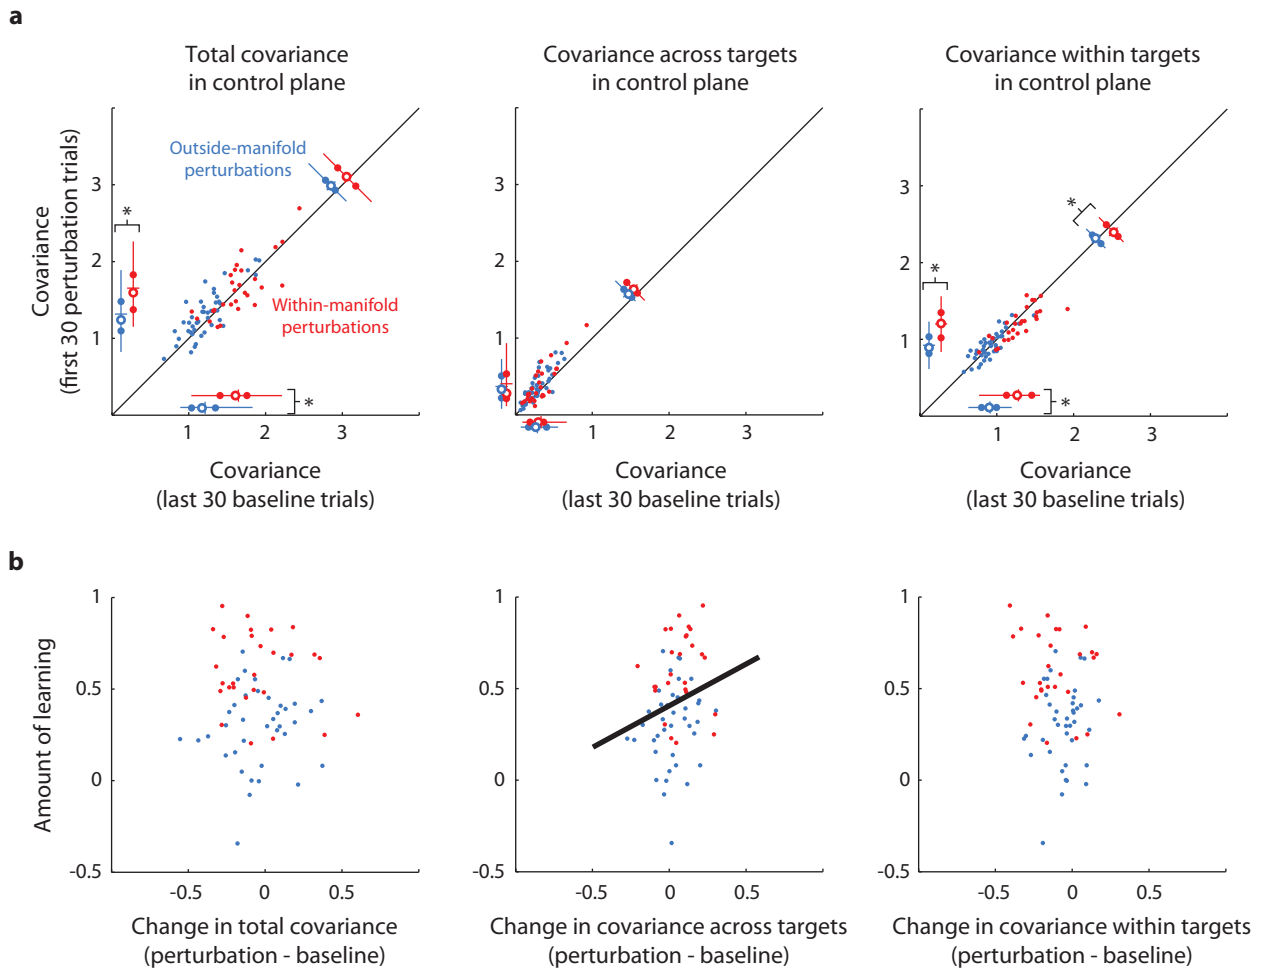 a
Total covariance
in control plane
Covariance across targets
in control plane
Covariance within targets
in control plane
Covariance
(first 30 perturbation trials)
Outside-manifold
perturbations
Within-manifold
perturbations
3
2
1
*
*
1 2 3
3
2
1
1 2 3
3
2
1
*
*
*
1 2 3
Covariance
(last 30 baseline trials)
Covariance
(last 30 baseline trials)
Covariance
(last 30 baseline trials)
b
Amount of learning
1
0.5
0
-0.5
-0.5 0 0.5
1
0.5
0
-0.5
-0.5 0 0.5
1
0.5
0
-0.5
-0.5 0 0.5
Change in total covariance
(perturbation - baseline)
Change in covariance across targets
(perturbation - baseline)
Change in covariance within targets
(perturbation - baseline)